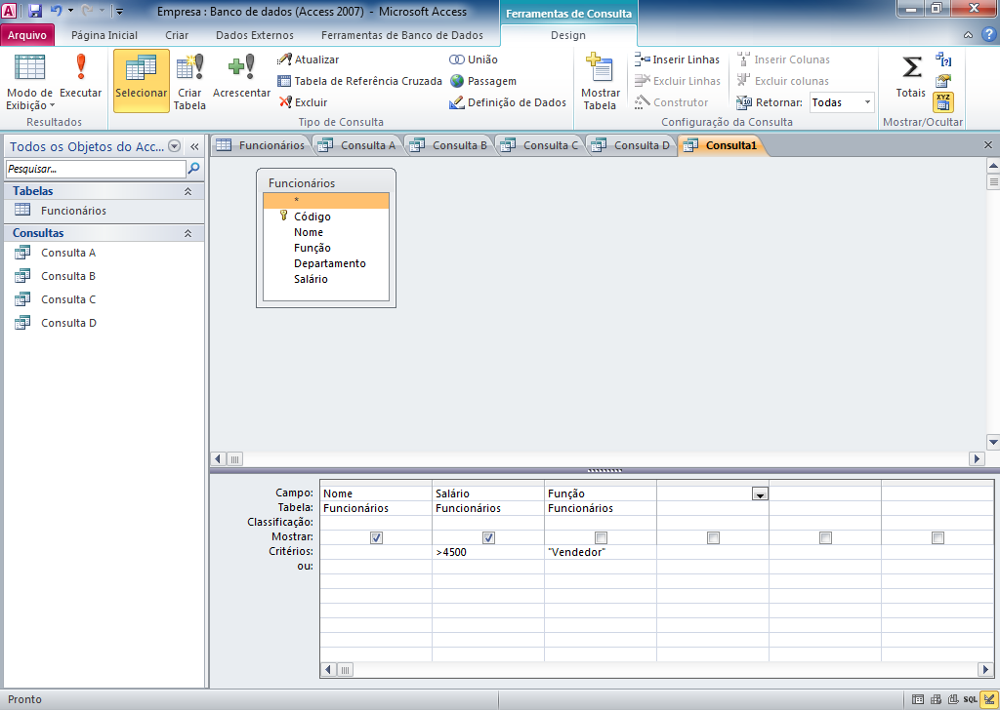 Empresa : Banco de dados (Access 2007) - Microsoft Access
Ferramentas de Consulta
Arquivo
Página Inicial
Criar
Dados Externos
Ferramentas de Banco de Dados
Design
Modo de Exibição
Executar
Resultados
Selecionar
Criar Tabela
Acrescentar
Atualizar
Tabela de Referência Cruzada
Excluir
União
Passagem
Definição de Dados
Tipo de Consulta
Mostrar Tabela
Inserir Linhas
Excluir Linhas
Construtor
Inserir Colunas
Excluir colunas
Retornar: Todas
Configuração da Consulta
Totais
XYZ
Mostrar/Ocultar
Todos os Objetos do Acc...
Pesquisar...
Tabelas
Funcionários
Consultas
Consulta A
Consulta B
Consulta C
Consulta D
Funcionários
Consulta A
Consulta B
Consulta C
Consulta D
Consulta1
Funcionários
*
Código
Nome
Função
Departamento
Salário
Campo: Nome Salário Função
Tabela: Funcionários Funcionários Funcionários
Classificação:
Mostrar:
Critérios: >4500 "Vendedor"
ou:
Pronto
SQL